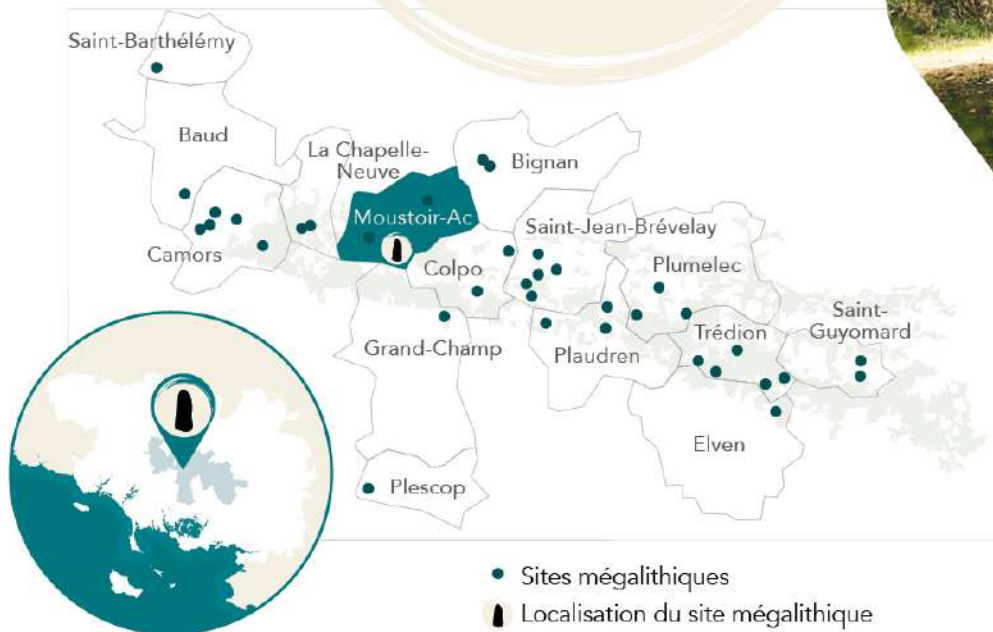 Saint-Barthélémy
Baud
La Chapelle-
Neuve
Bignan
Moustoir-Ac
Saint-Jean-Brévelay
Camors
Colpo
Plumelec
Saint-
Guyomard
Trédion
Grand-Champ
Plaudren
Elven
Plescop
Sites mégalithiques
Localisation du site mégalithique